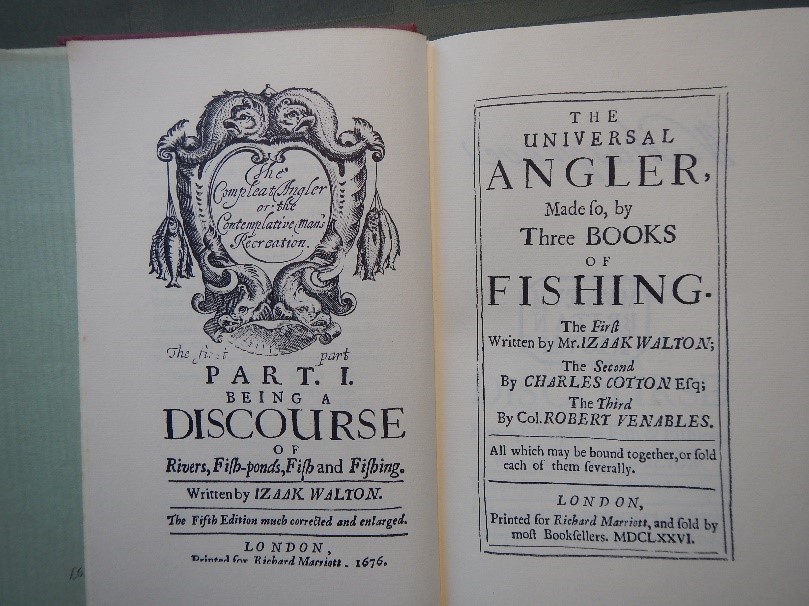 The
Compleat Angler
or the
Contemplative Man's
Recreation.
The first part
PART. I.
BEING A
DISCOURSE
OF
Rivers, Fiſh-ponds, Fiſh and Fiſhing.
Written by IZAAK WALTON.
The Fifth Edition much corrected and enlarged.
LONDON,
Printed for Richard Marriott. 1676.
£6
THE
UNIVERSAL
ANGLER,
Made ſo, by
Three BOOKS
OF
FISHING.
The Firſt
Written by Mr. IZAAK WALTON;
The Second
By CHARLES COTTON Eſq;
The Third
By Col. ROBERT VENABLES.
All which may be bound together, or ſold
each of them ſeverally.
LONDON,
Printed for Richard Marriott, and ſold by
moſt Bookſellers. MDCLXXVI.